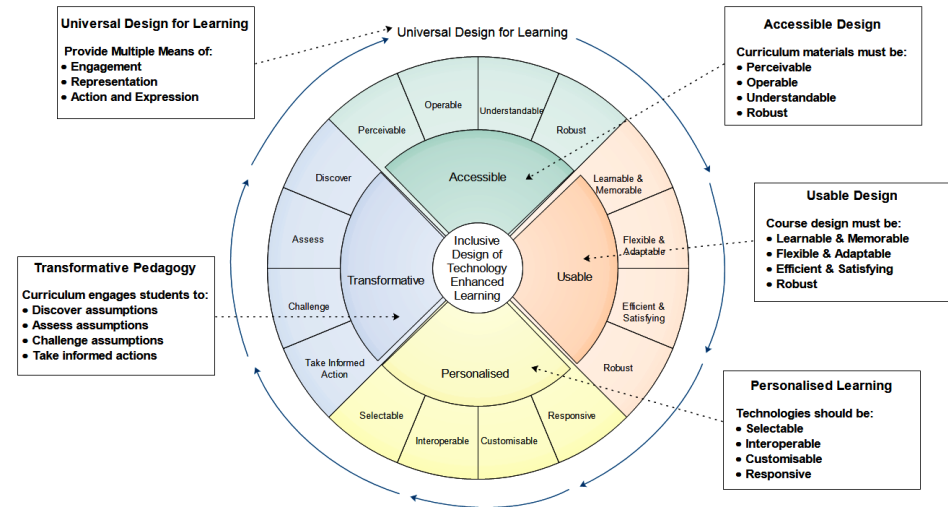 Universal Design for Learning
Provide Multiple Means of:
● Engagement
● Representation
● Action and Expression
Universal Design for Learning
Accessible Design
Curriculum materials must be:
● Perceivable
● Operable
● Understandable
● Robust
Perceivable
Operable
Understandable
Robust
Accessible
Discover
Assess
Challenge
Take Informed
Action
Transformative
Inclusive
Design of
Technology
Enhanced
Learning
Usable
Learnable &
Memorable
Flexible &
Adaptable
Efficient &
Satisfying
Robust
Personalised
Selectable
Interoperable
Customisable
Responsive
Usable Design
Course design must be:
● Learnable & Memorable
● Flexible & Adaptable
● Efficient & Satisfying
● Robust
Transformative Pedagogy
Curriculum engages students to:
● Discover assumptions
● Assess assumptions
● Challenge assumptions
● Take informed actions
Personalised Learning
Technologies should be:
● Selectable
● Interoperable
● Customisable
● Responsive